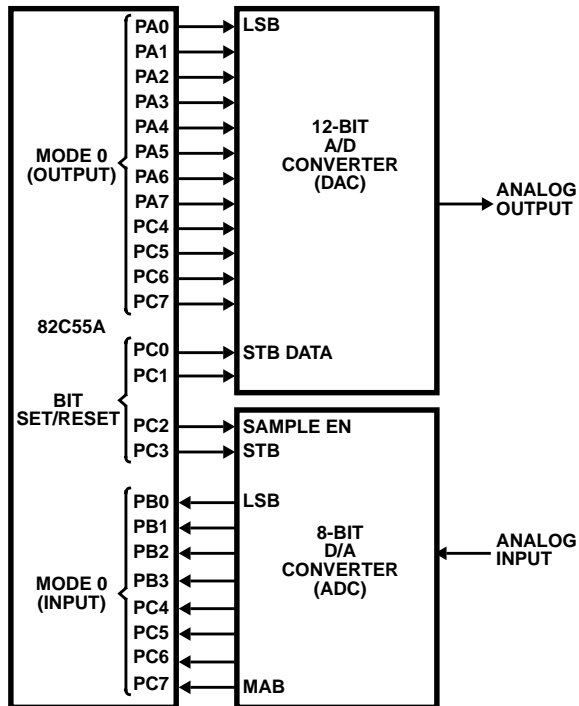 PA0
PA1
PA2
PA3
PA4
PA5
PA6
PA7
PC4
PC5
PC6
PC7
MODE 0
(OUTPUT)
LSB
12-BIT
A/D
CONVERTER
(DAC)
ANALOG
OUTPUT
82C55A
PC0
PC1
PC2
PC3
BIT
SET/RESET
STB DATA
SAMPLE EN
STB
PB0
PB1
PB2
PB3
PC4
PC5
PC6
PC7
MODE 0
(INPUT)
LSB
8-BIT
D/A
CONVERTER
(ADC)
MAB
ANALOG
INPUT